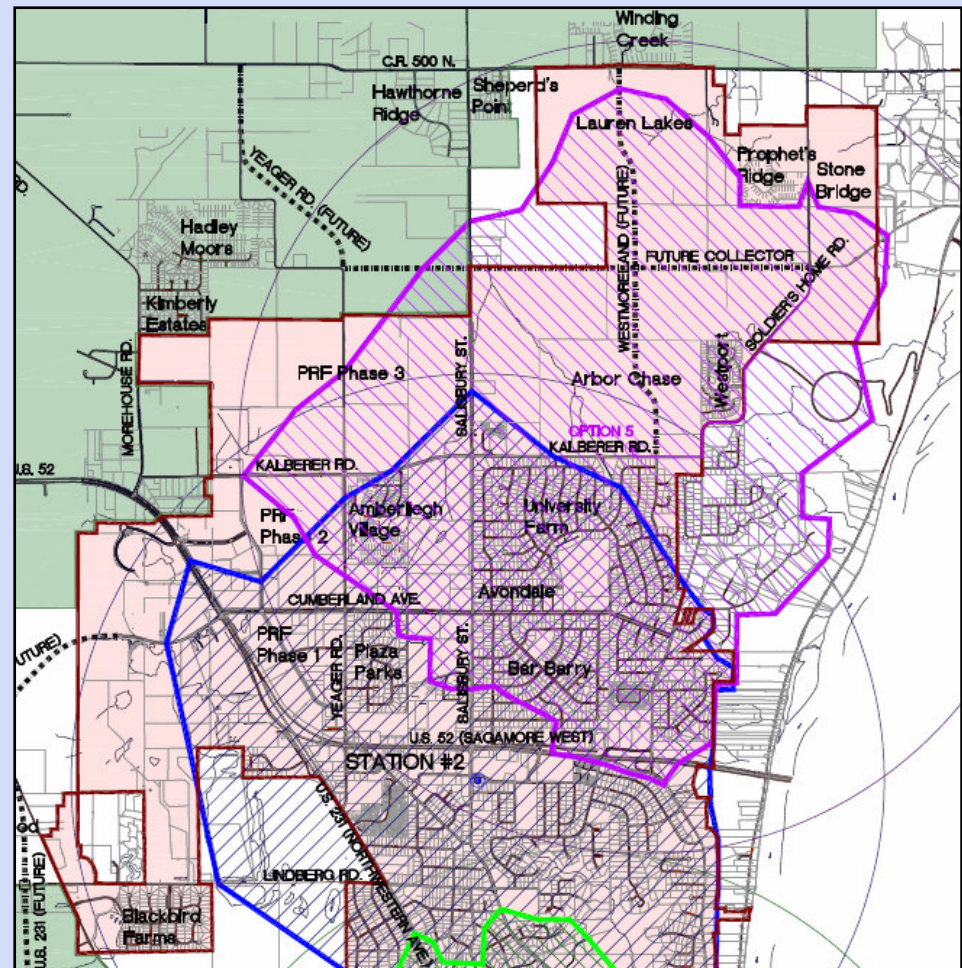 Winding
Creek
C.R. 500 N.
Hawthorne
Ridge
Sheperd's
Point
Lauren Lakes
Prophet's
Ridge
Stone
Bridge
RD.
YEAGER RD. (FUTURE)
Hadley
Moors
WESTMORELAND (FUTURE)
FUTURE COLLECTOR
SOLDIER'S HOME RD.
Kimberly
Estates
MOREHOUSE RD.
PRF Phase 3
SALISBURY ST.
Arbor Chase
Westport
OPTION 5
KALBERER RD.
KALBERER RD.
U.S. 52
PRF
Phase 2
Amberliegh
Village
University
Farm
CUMBERLAND AVE.
Avondale
FUTURE)
PRF
Phase 1
YEAGER RD.
Plaza
Parks
SALISBURY ST.
Bar Barry
U.S. 52 (SAGAMORE WEST)
STATION #2
U.S. 231 (NORTHWESTERN AVE.)
od
LINDBERG RD.
U.S. 231 (FUTURE)
Blackbird
Farms